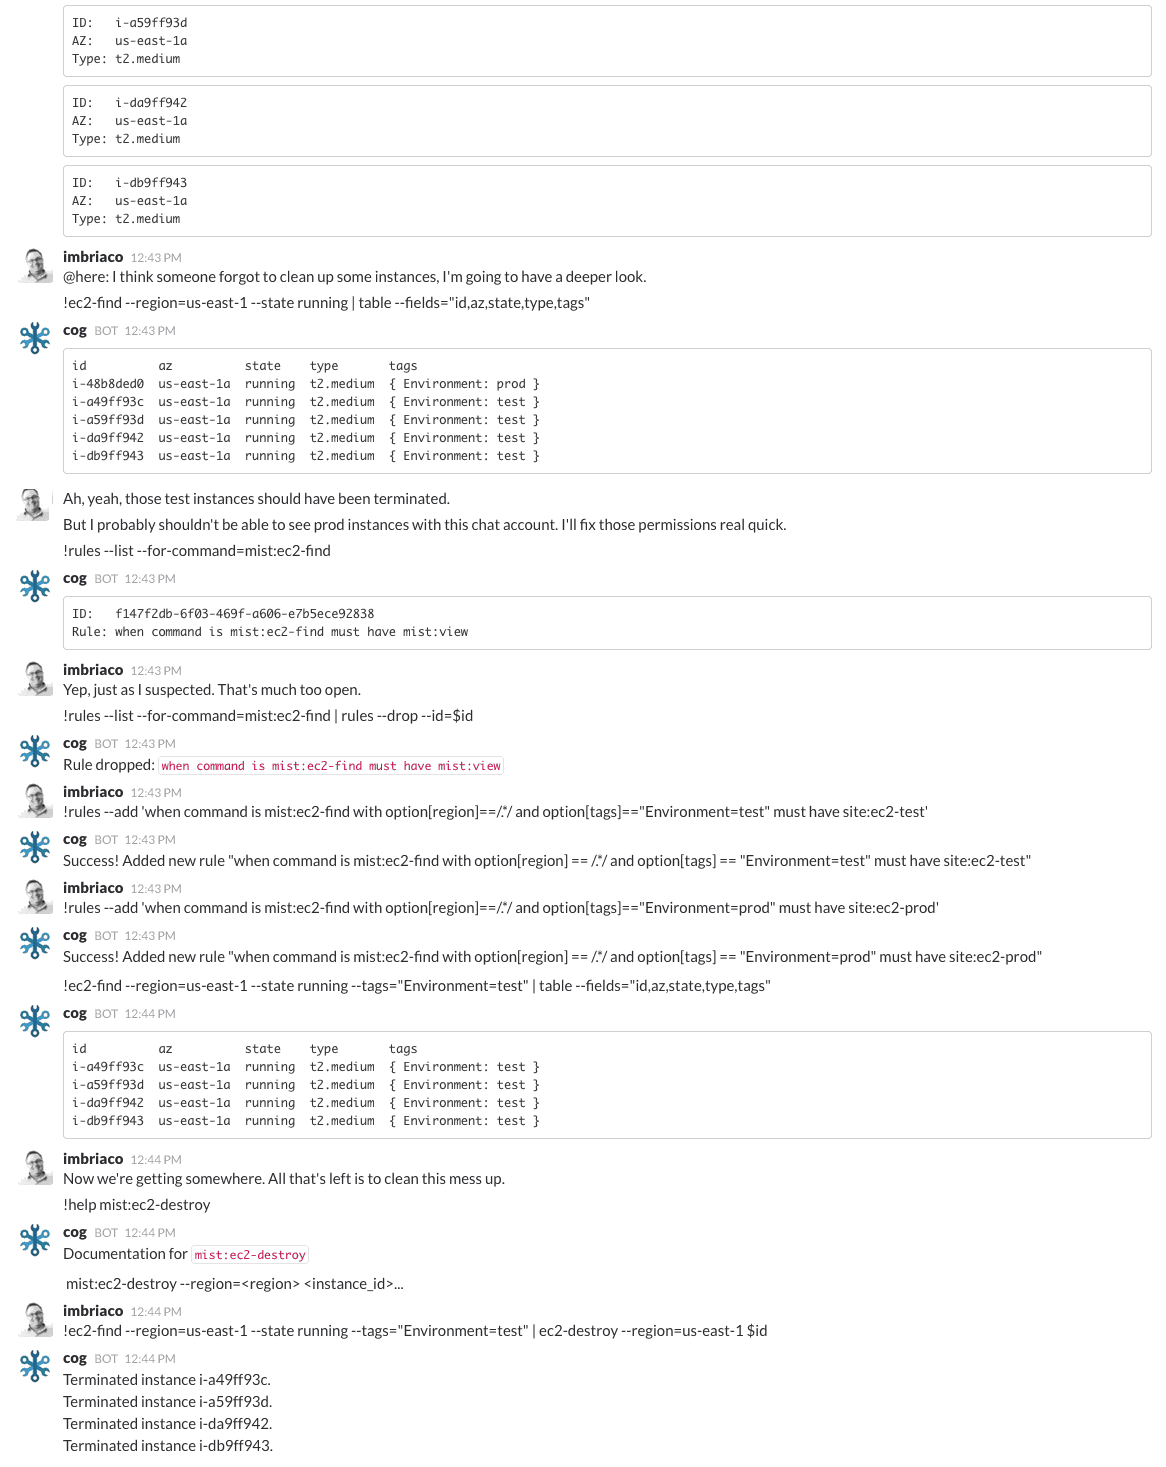 ID:   i-a59ff93d
AZ:   us-east-1a
Type: t2.medium
ID:   i-da9ff942
AZ:   us-east-1a
Type: t2.medium
ID:   i-db9ff943
AZ:   us-east-1a
Type: t2.medium
imbriaco 12:43 PM
@here: I think someone forgot to clean up some instances, I'm going to have a deeper look.
!ec2-find --region=us-east-1 --state running | table --fields="id,az,state,type,tags"
cog BOT 12:43 PM
id          az          state    type       tags
i-48b8ded0  us-east-1a  running  t2.medium  { Environment: prod }
i-a49ff93c  us-east-1a  running  t2.medium  { Environment: test }
i-a59ff93d  us-east-1a  running  t2.medium  { Environment: test }
i-da9ff942  us-east-1a  running  t2.medium  { Environment: test }
i-db9ff943  us-east-1a  running  t2.medium  { Environment: test }
Ah, yeah, those test instances should have been terminated.
But I probably shouldn't be able to see prod instances with this chat account. I'll fix those permissions real quick.
!rules --list --for-command=mist:ec2-find
cog BOT 12:43 PM
ID:   f147f2db-6f03-469f-a606-e7b5ece92838
Rule: when command is mist:ec2-find must have mist:view
imbriaco 12:43 PM
Yep, just as I suspected. That's much too open.
!rules --list --for-command=mist:ec2-find | rules --drop --id=$id
cog BOT 12:43 PM
Rule dropped: when command is mist:ec2-find must have mist:view
imbriaco 12:43 PM
!rules --add 'when command is mist:ec2-find with option[region]==/.*/ and option[tags]=="Environment=test" must have site:ec2-test'
cog BOT 12:43 PM
Success! Added new rule "when command is mist:ec2-find with option[region] == /.*/ and option[tags] == "Environment=test" must have site:ec2-test"
imbriaco 12:43 PM
!rules --add 'when command is mist:ec2-find with option[region]==/.*/ and option[tags]=="Environment=prod" must have site:ec2-prod'
cog BOT 12:43 PM
Success! Added new rule "when command is mist:ec2-find with option[region] == /.*/ and option[tags] == "Environment=prod" must have site:ec2-prod"
!ec2-find --region=us-east-1 --state running --tags="Environment=test" | table --fields="id,az,state,type,tags"
cog BOT 12:44 PM
id          az          state    type       tags
i-a49ff93c  us-east-1a  running  t2.medium  { Environment: test }
i-a59ff93d  us-east-1a  running  t2.medium  { Environment: test }
i-da9ff942  us-east-1a  running  t2.medium  { Environment: test }
i-db9ff943  us-east-1a  running  t2.medium  { Environment: test }
imbriaco 12:44 PM
Now we're getting somewhere. All that's left is to clean this mess up.
!help mist:ec2-destroy
cog BOT 12:44 PM
Documentation for mist:ec2-destroy
mist:ec2-destroy --region=<region> <instance_id>...
imbriaco 12:44 PM
!ec2-find --region=us-east-1 --state running --tags="Environment=test" | ec2-destroy --region=us-east-1 $id
cog BOT 12:44 PM
Terminated instance i-a49ff93c.
Terminated instance i-a59ff93d.
Terminated instance i-da9ff942.
Terminated instance i-db9ff943.